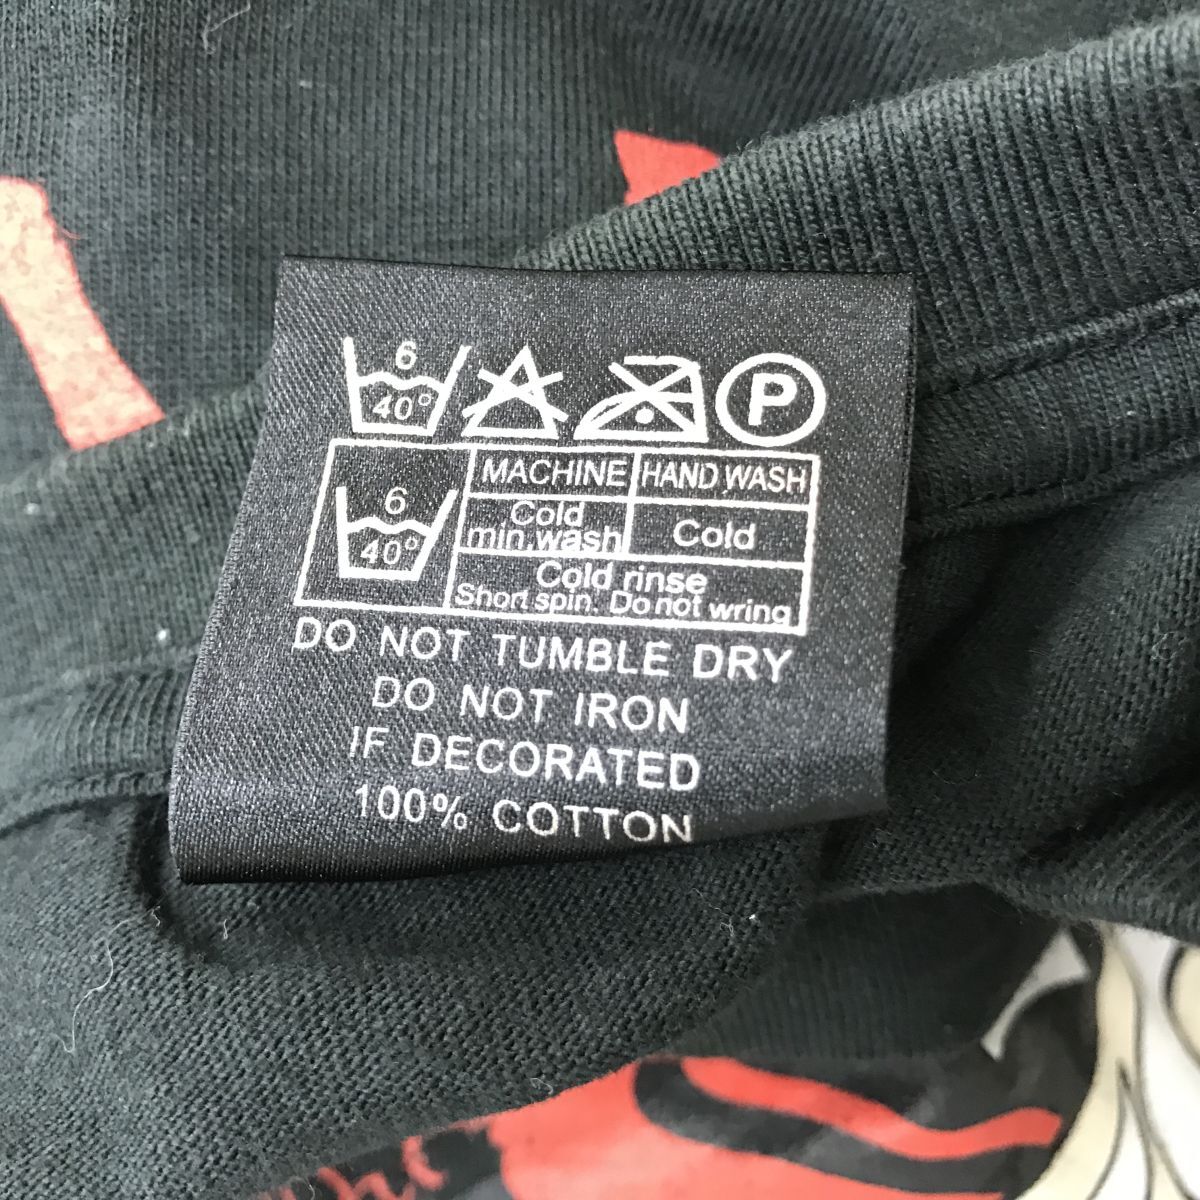 6
40°
P
MACHINE HAND WASH
6
40°
Cold
min.wash
Cold
Cold rinse
Short spin. Do not wring
DO NOT TUMBLE DRY
DO NOT IRON
IF DECORATED
100% COTTON